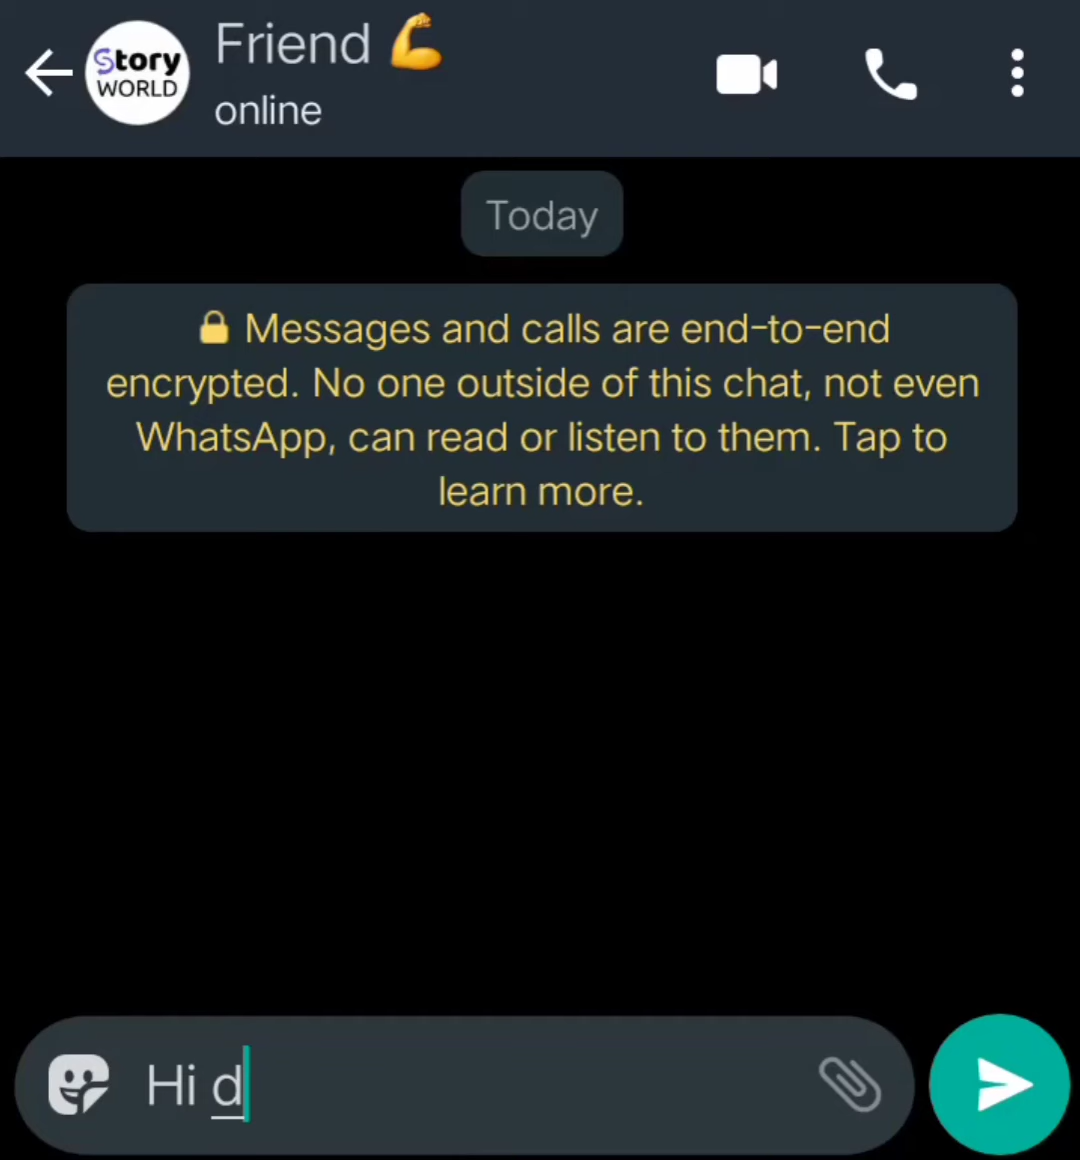 Story
WORLD
Friend 💪
online
Today
🔒 Messages and calls are end-to-end
encrypted. No one outside of this chat, not even
WhatsApp, can read or listen to them. Tap to
learn more.
Hi d